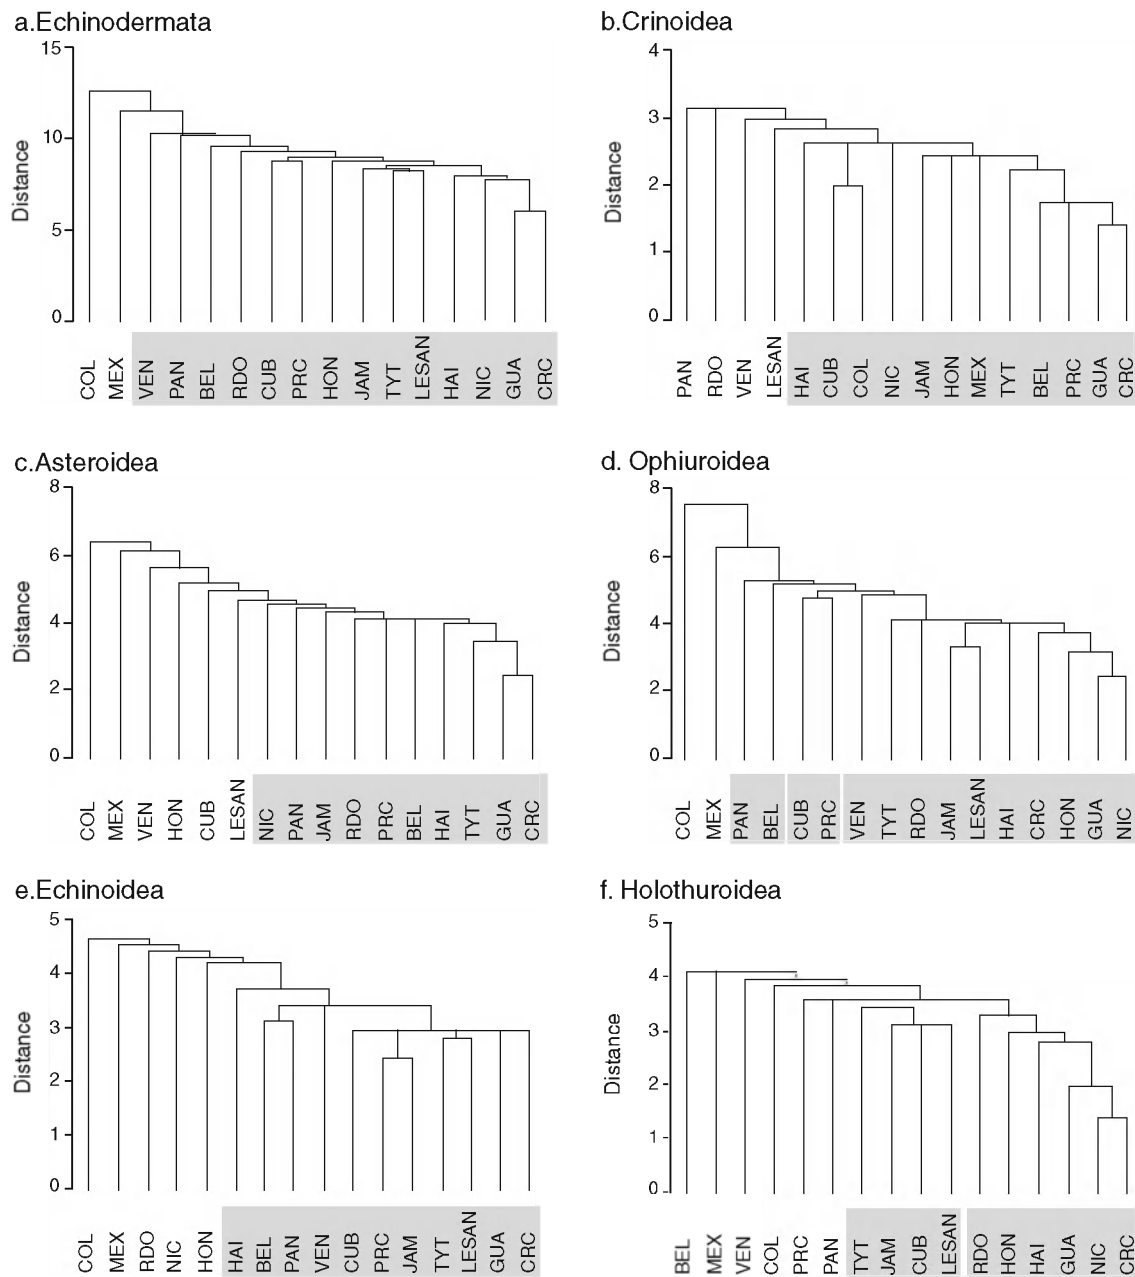 a.Echinodermata
15
10
5
0
Distance
COL MEX VEN PAN BEL RDO CUB PRC HON JAM TYT LESAN HAI NIC GUA CRC
b.Crinoidea
4
3
2
1
0
Distance
PAN RDO VEN LESAN HAI CUB COL NIC JAM HON MEX TYT BEL PRC GUA CRC
c.Asteroidea
8
6
4
2
0
Distance
COL MEX VEN HON CUB LESAN NIC PAN JAM RDO PRC BEL HAI TYT GUA CRC
d. Ophiuroidea
8
6
4
2
0
Distance
COL MEX PAN BEL CUB PRC VEN TYT RDO JAM LESAN HAI CRC HON GUA NIC
e.Echinoidea
5
4
3
2
1
0
Distance
COL MEX RDO NIC HON HAI BEL PAN VEN CUB PRC JAM TYT LESAN GUA CRC
f. Holothuroidea
5
4
3
2
1
0
Distance
BEL MEX VEN COL PRC PAN TYT JAM CUB LESAN RDO HON HAI GUA NIC CRC